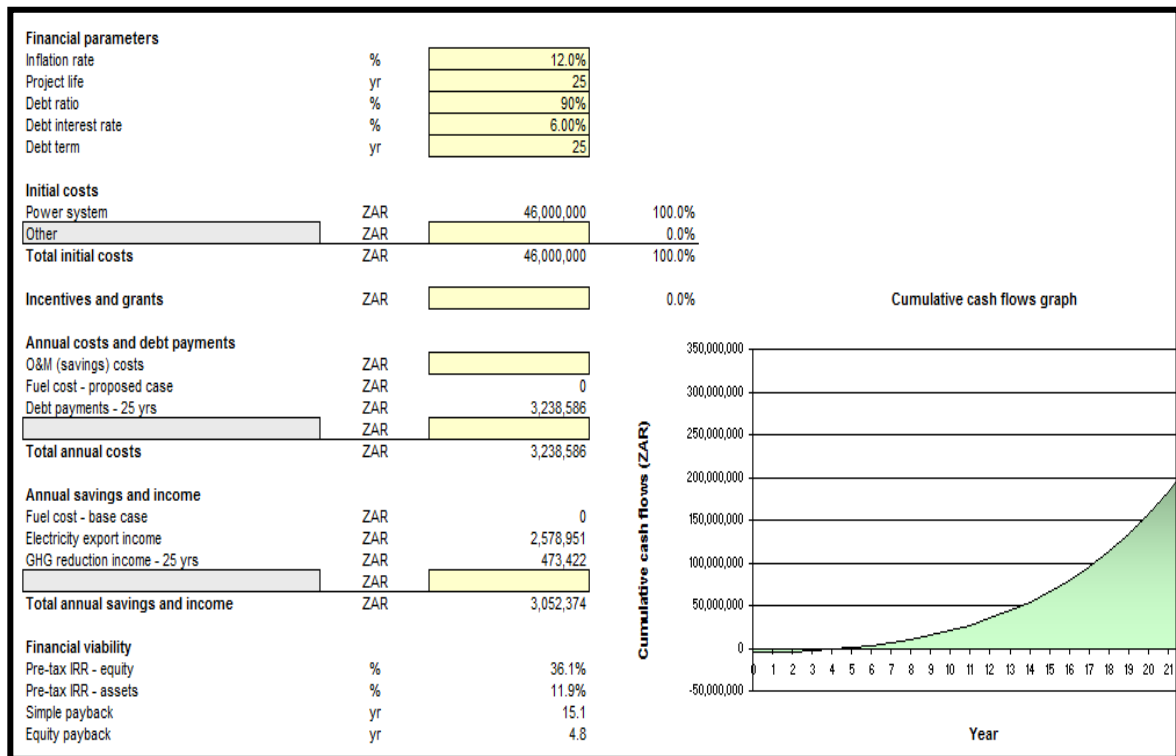 Financial parameters
Inflation rate % 12.0%
Project life yr 25
Debt ratio % 90%
Debt interest rate % 6.00%
Debt term yr 25
Initial costs
Power system ZAR 46,000,000 100.0%
Other ZAR 0.0%
Total initial costs ZAR 46,000,000 100.0%
Incentives and grants ZAR 0.0%
Annual costs and debt payments
O&M (savings) costs ZAR
Fuel cost - proposed case ZAR 0
Debt payments - 25 yrs ZAR 3,238,586
ZAR
Total annual costs ZAR 3,238,586
Annual savings and income
Fuel cost - base case ZAR 0
Electricity export income ZAR 2,578,951
GHG reduction income - 25 yrs ZAR 473,422
ZAR
Total annual savings and income ZAR 3,052,374
Financial viability
Pre-tax IRR - equity % 36.1%
Pre-tax IRR - assets % 11.9%
Simple payback yr 15.1
Equity payback yr 4.8
Cumulative cash flows graph
Cumulative cash flows (ZAR)
350,000,000
300,000,000
250,000,000
200,000,000
150,000,000
100,000,000
50,000,000
0
-50,000,000
0 1 2 3 4 5 6 7 8 9 10 11 12 13 14 15 16 17 18 19 20 21
Year